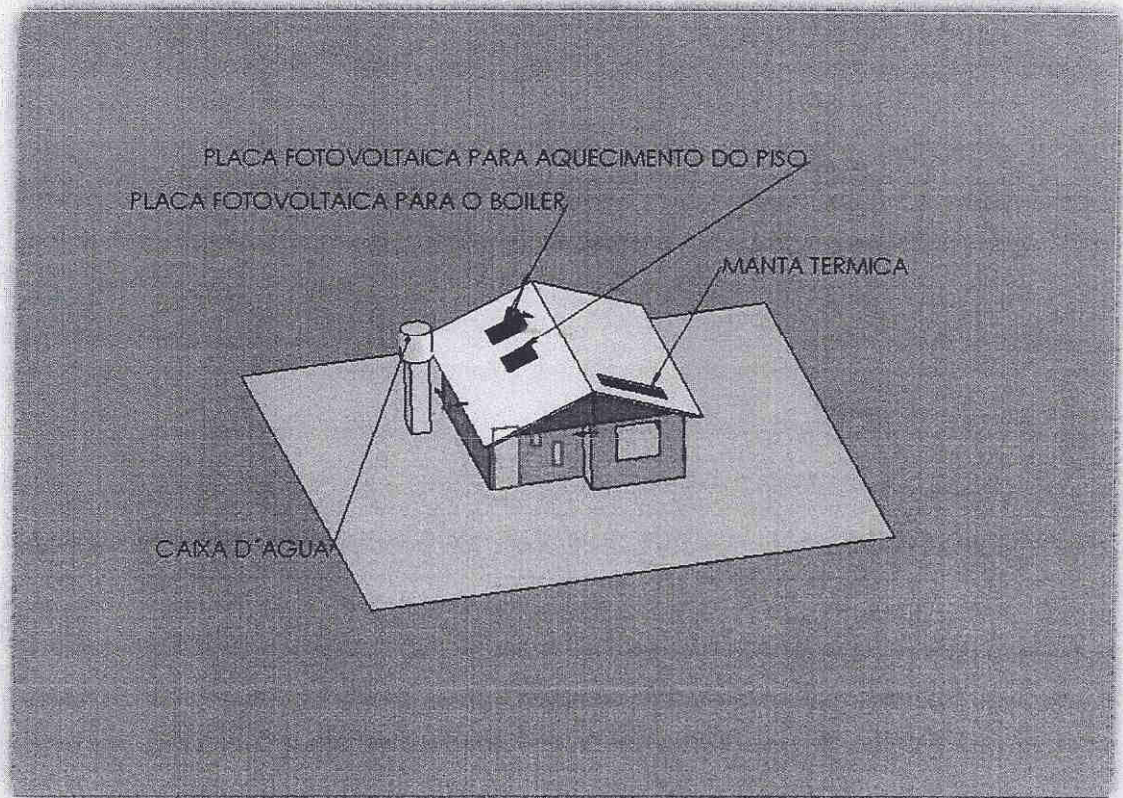 PLACA FOTOVOLTAICA PARA AQUECIMENTO DO PISO
PLACA FOTOVOLTAICA PARA O BOILER
MANTA TERMICA
CAIXA D´AGUA